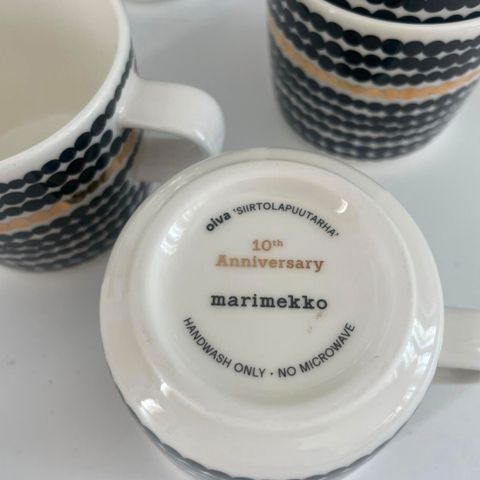 oiva 'SIIRTOLAPUUTARHA'
10th
Anniversary
marimekko
HANDWASH ONLY · NO MICROWAVE